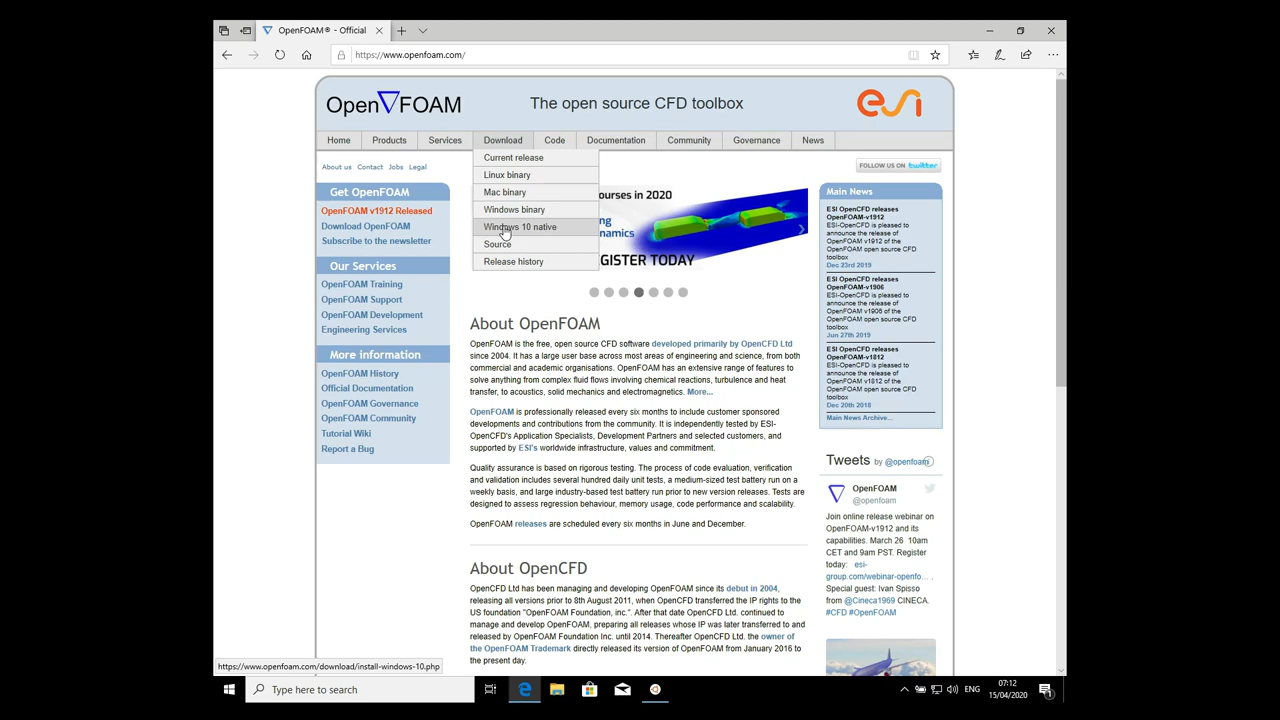 OpenFOAM® - Official
https://www.openfoam.com/
Open▽FOAM
The open source CFD toolbox
esi
Home
Products
Services
Download
Code
Documentation
Community
Governance
News
About us Contact Jobs Legal
FOLLOW US ON twitter
Current release
Linux binary
Mac binary
Windows binary
Windows 10 native
Source
Release history
Get OpenFOAM
OpenFOAM v1912 Released
Download OpenFOAM
Subscribe to the newsletter
Our Services
OpenFOAM Training
OpenFOAM Support
OpenFOAM Development
Engineering Services
More information
OpenFOAM History
Official Documentation
OpenFOAM Governance
OpenFOAM Community
Tutorial Wiki
Report a Bug
ourses in 2020
ng
namics
GISTER TODAY
About OpenFOAM
OpenFOAM is the free, open source CFD software developed primarily by OpenCFD Ltd
since 2004. It has a large user base across most areas of engineering and science, from both
commercial and academic organisations. OpenFOAM has an extensive range of features to
solve anything from complex fluid flows involving chemical reactions, turbulence and heat
transfer, to acoustics, solid mechanics and electromagnetics. More...
OpenFOAM is professionally released every six months to include customer sponsored
developments and contributions from the community. It is independently tested by ESI-
OpenCFD's Application Specialists, Development Partners and selected customers, and
supported by ESI's worldwide infrastructure, values and commitment.
Quality assurance is based on rigorous testing. The process of code evaluation, verification
and validation includes several hundred daily unit tests, a medium-sized test battery run on a
weekly basis, and large industry-based test battery run prior to new version releases. Tests are
designed to assess regression behaviour, memory usage, code performance and scalability.
OpenFOAM releases are scheduled every six months in June and December.
About OpenCFD
OpenCFD Ltd has been managing and developing OpenFOAM since its debut in 2004,
releasing all versions prior to 8th August 2011, when OpenCFD transferred the IP rights to the
US foundation "OpenFOAM Foundation, inc.". After that date OpenCFD Ltd. continued to
manage and develop OpenFOAM, preparing all releases whose IP was later transferred to and
released by OpenFOAM Foundation Inc. until 2014. Thereafter OpenCFD Ltd. the owner of
the OpenFOAM Trademark directly released its version of OpenFOAM from January 2016 to
the present day.
Main News
ESI OpenCFD releases
OpenFOAM-v1912
ESI-OpenCFD is pleased to
announce the release of
OpenFOAM-v1912 of the
OpenFOAM open source CFD
toolbox
Dec 23rd 2019
ESI OpenCFD releases
OpenFOAM-v1906
ESI-OpenCFD is pleased to
announce the release of
OpenFOAM-v1906 of the
OpenFOAM open source CFD
toolbox
Jun 27th 2019
ESI OpenCFD releases
OpenFOAM-v1812
ESI-OpenCFD is pleased to
announce the release of
OpenFOAM-v1812 of the
OpenFOAM open source CFD
toolbox
Dec 20th 2018
Main News Archive...
Tweets by @openfoam
OpenFOAM
@openfoam
Join online release webinar on
OpenFOAM-v1912 and its
capabilities. March 26 10am
CET and 9am PST. Register
today: esi-
group.com/webinar-openfo... .
Special guest: Ivan Spisso
from @Cineca1969 CINECA.
#CFD #OpenFOAM
https://www.openfoam.com/download/install-windows-10.php
Type here to search
ENG
07:12
15/04/2020
1